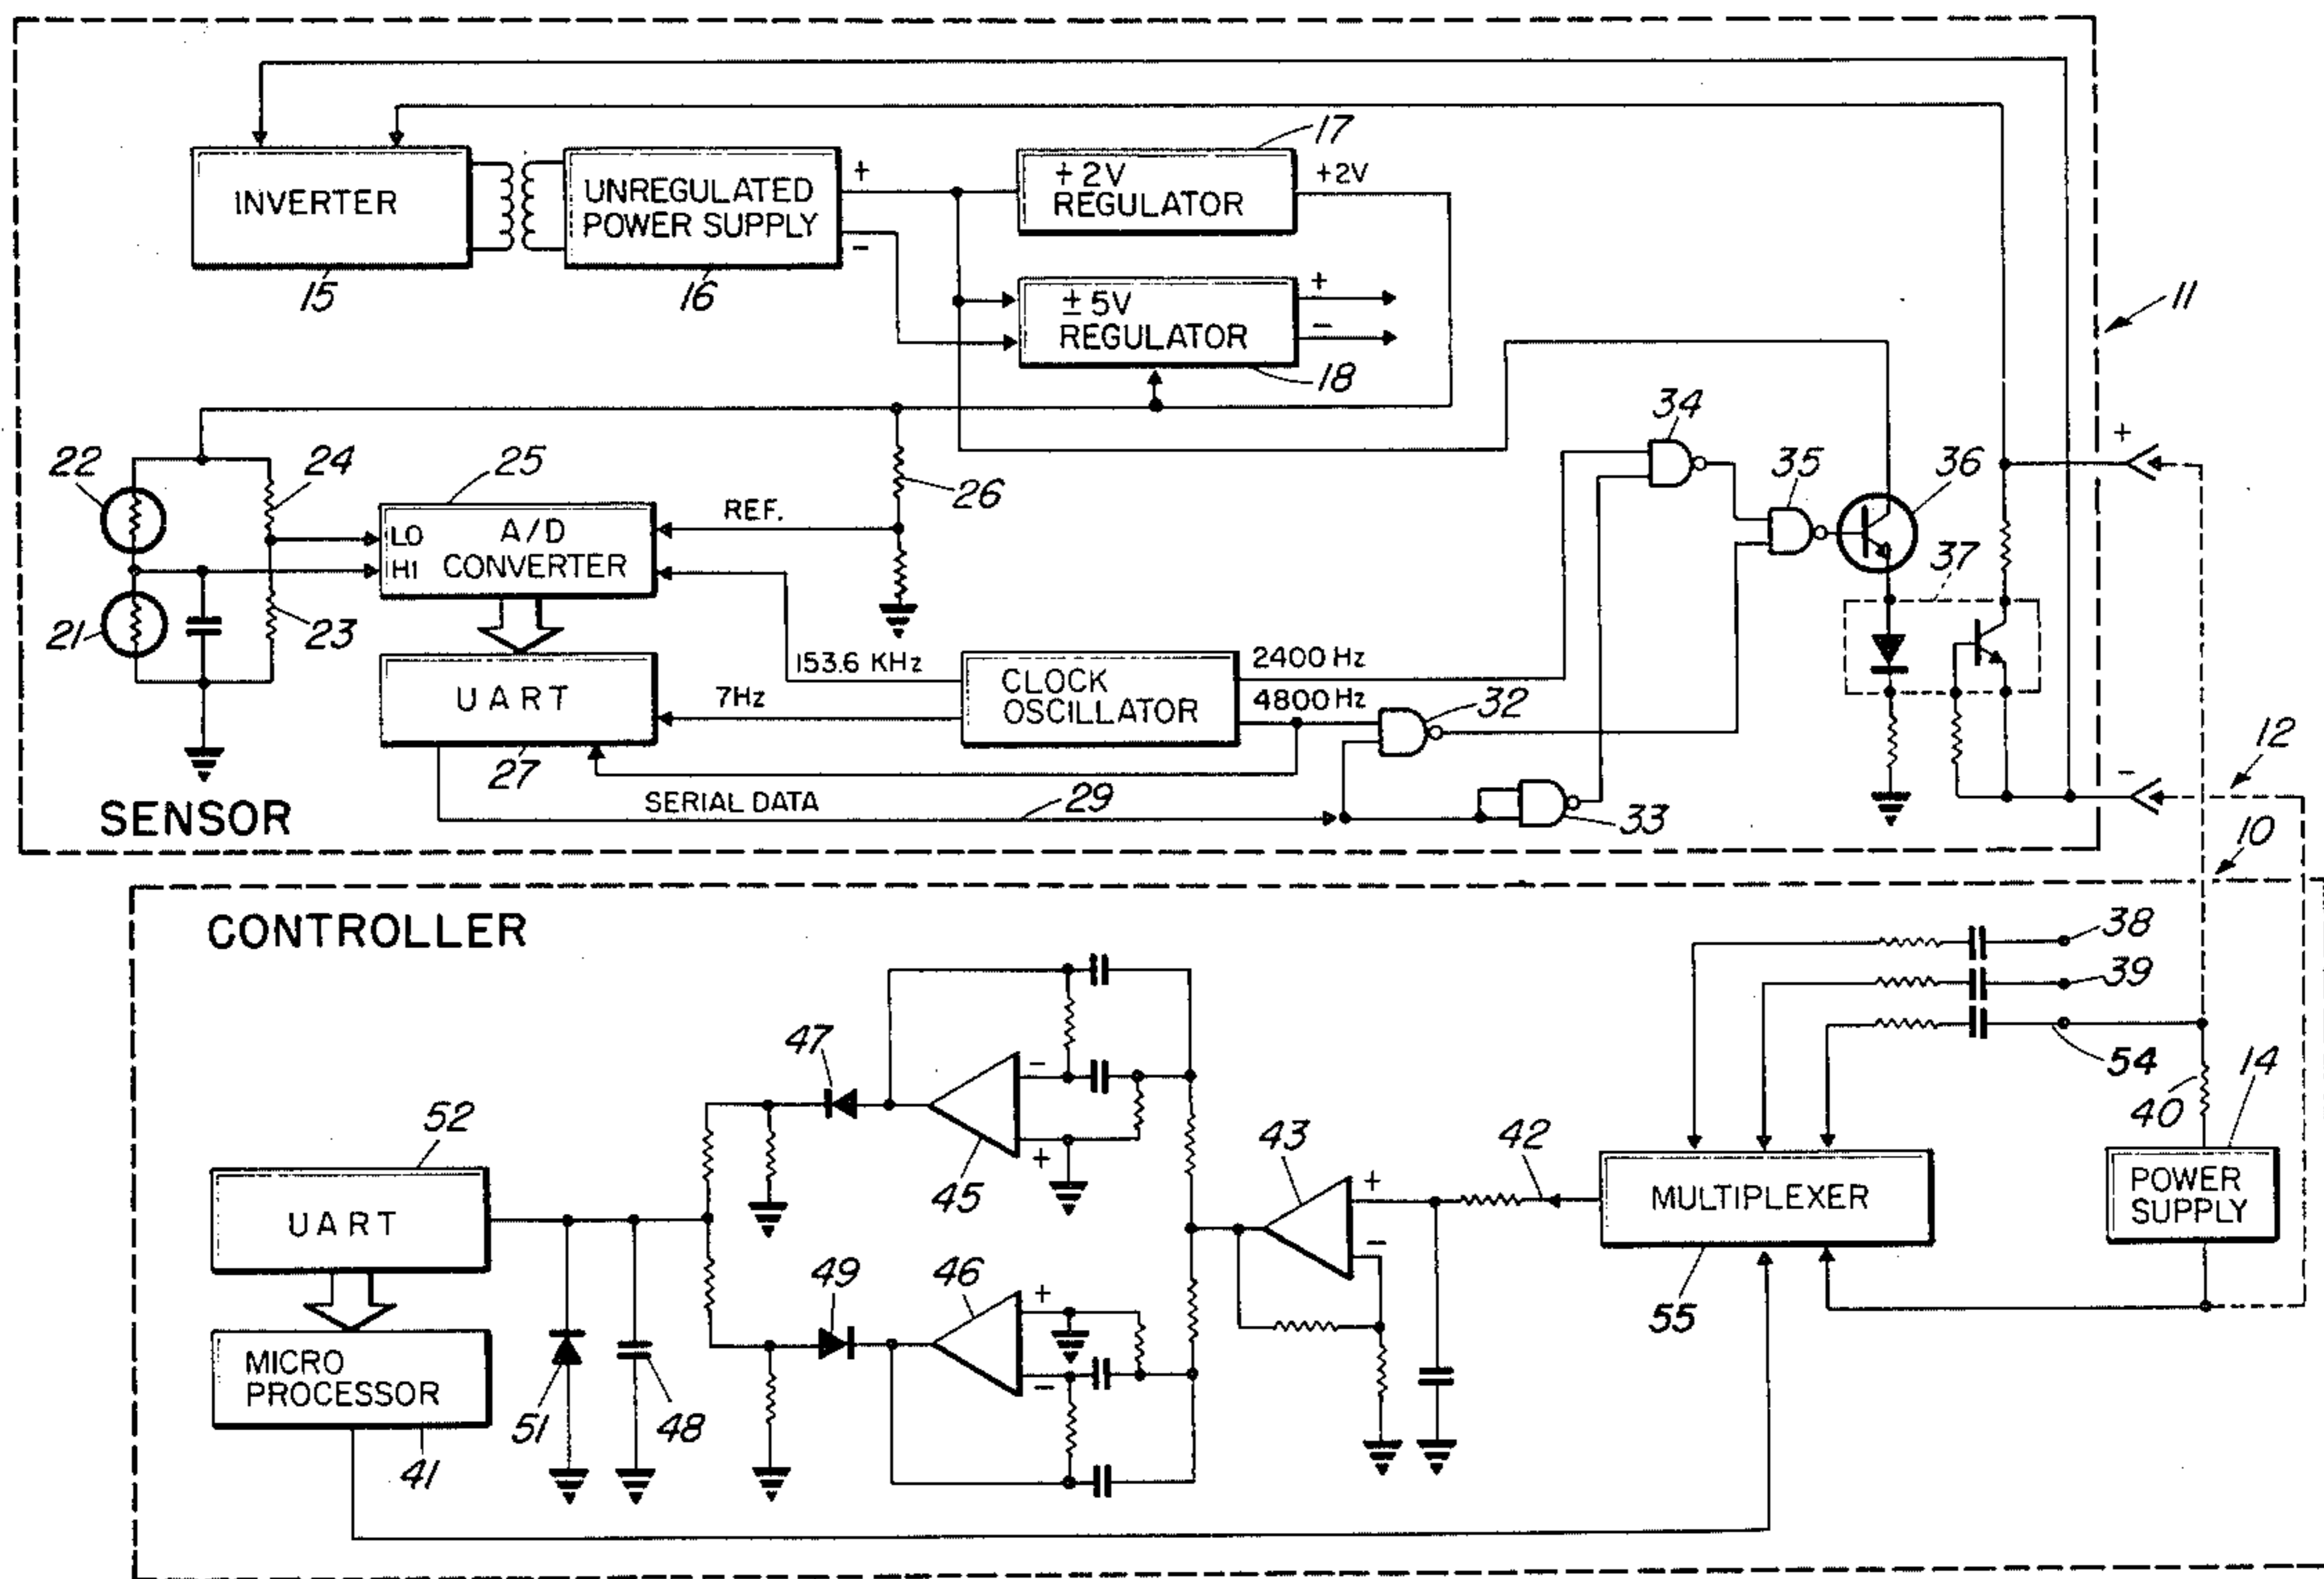 17
+2V
REGULATOR
+2V
INVERTER
15
UNREGULATED
POWER SUPPLY
+
-
16
± 5V
REGULATOR
+
-
18
11
34
35
36
+
22
24
25
26
LO
HI
A/D
CONVERTER
REF.
37
21
23
153.6 KHz
7Hz
UART
27
CLOCK
OSCILLATOR
2400 Hz
4800 Hz
32
12
-
SERIAL DATA
29
33
10
SENSOR
CONTROLLER
38
39
54
47
-
+
45
40
14
52
UART
43
+
-
42
MULTIPLEXER
55
POWER
SUPPLY
49
46
+
-
MICRO
PROCESSOR
41
51
48